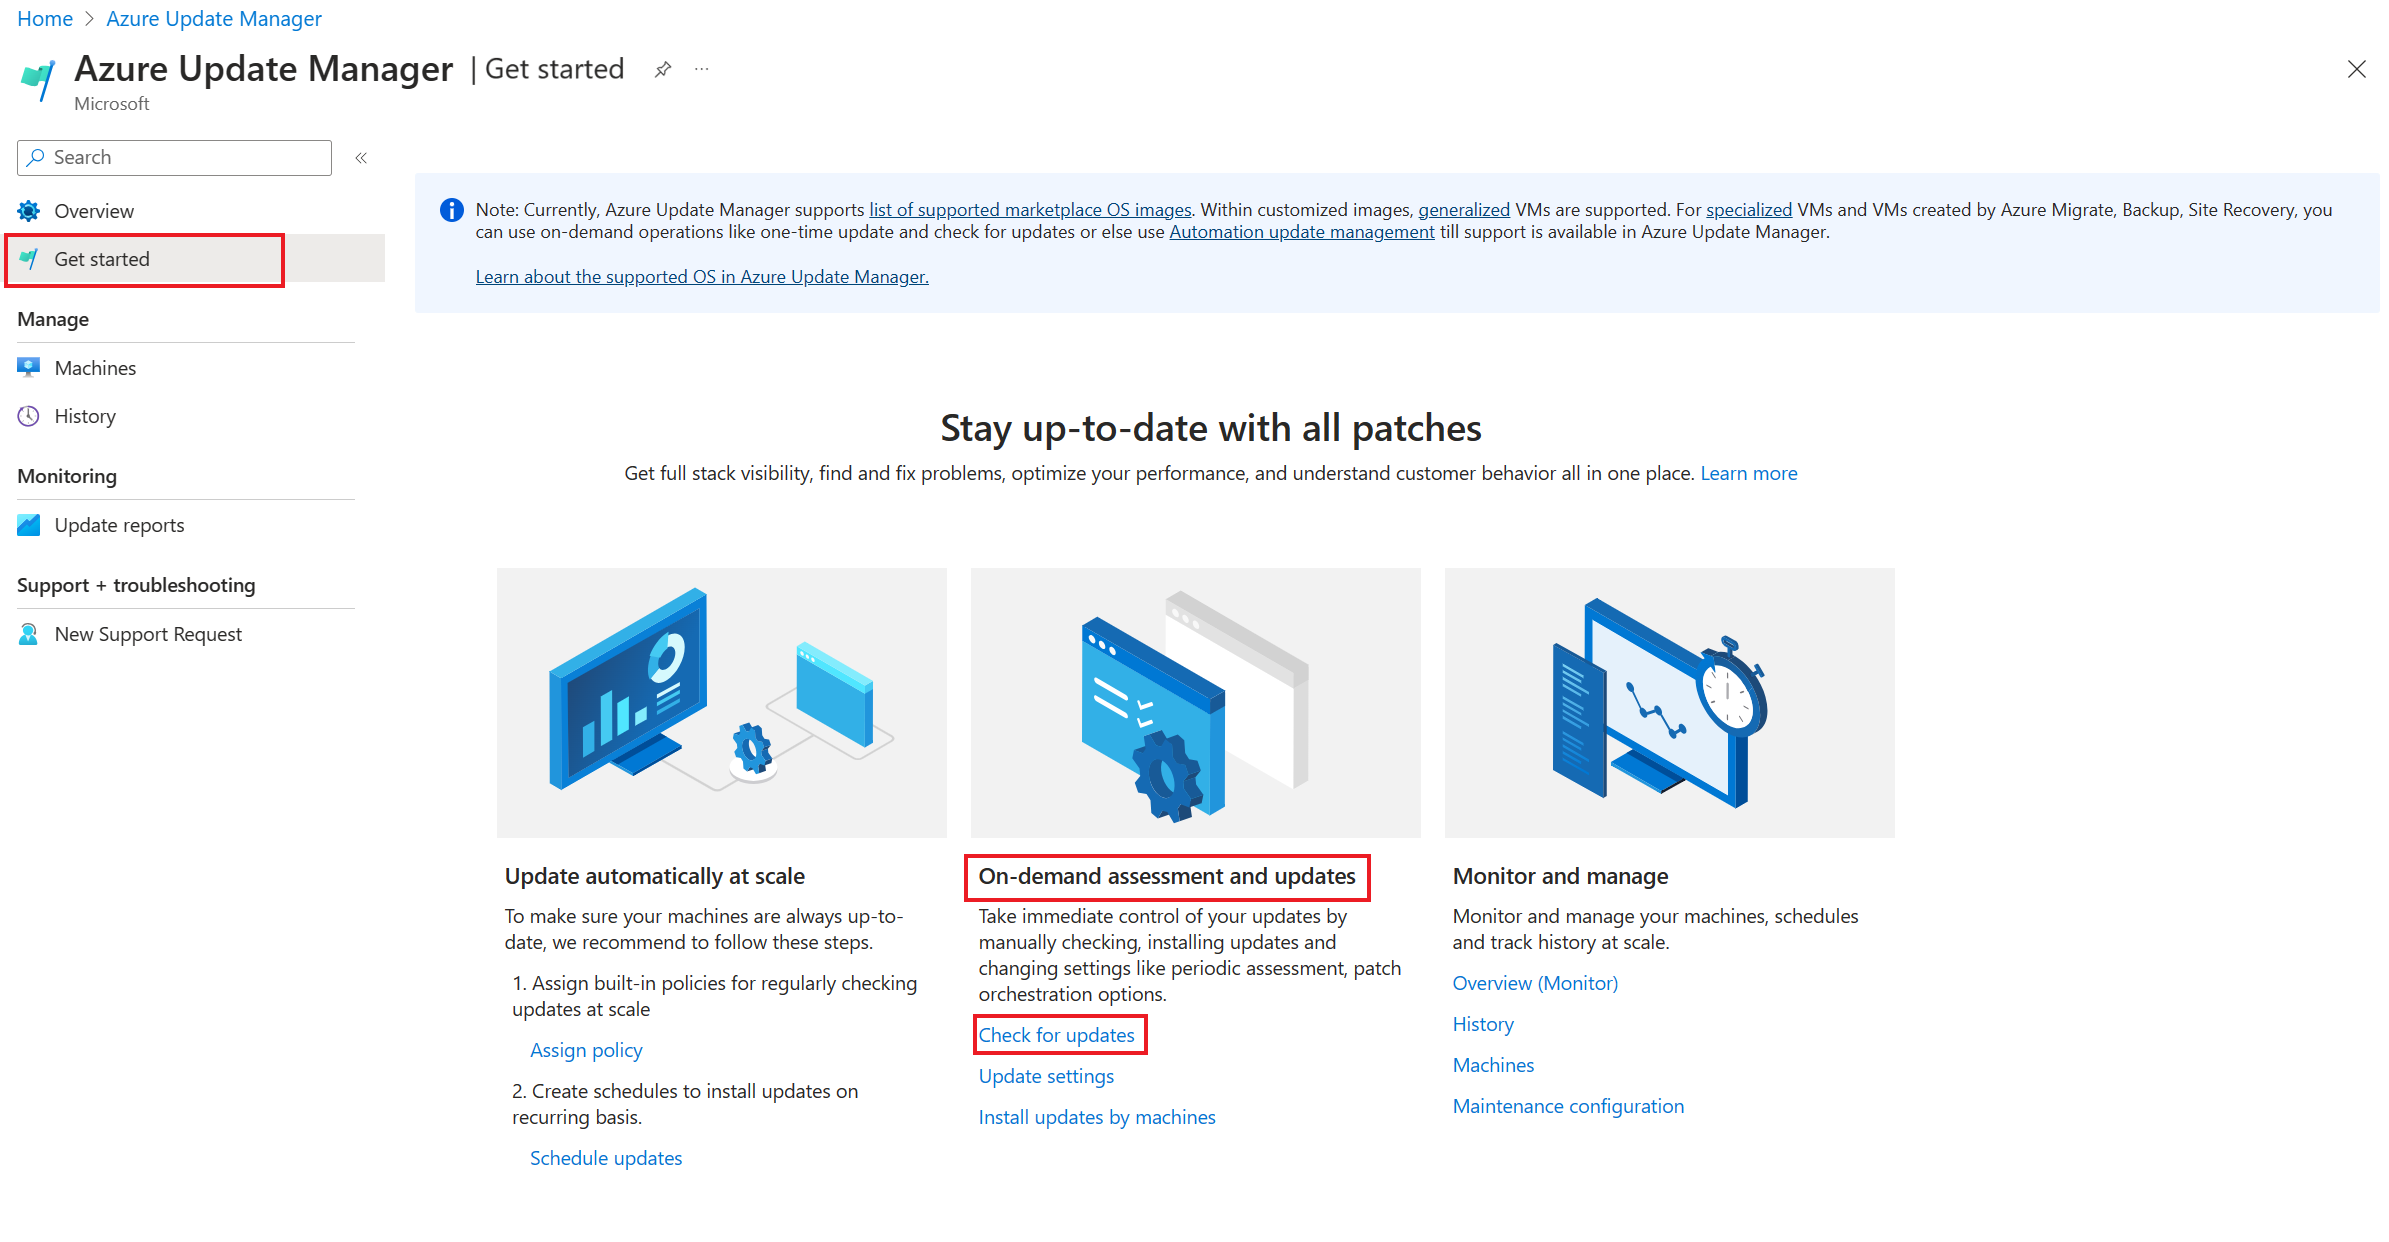 Home > Azure Update Manager
Azure Update Manager | Get started
Microsoft
Search
Overview
Get started
Manage
Machines
History
Monitoring
Update reports
Support + troubleshooting
New Support Request
Note: Currently, Azure Update Manager supports list of supported marketplace OS images. Within customized images, generalized VMs are supported. For specialized VMs and VMs created by Azure Migrate, Backup, Site Recovery, you
can use on-demand operations like one-time update and check for updates or else use Automation update management till support is available in Azure Update Manager.
Learn about the supported OS in Azure Update Manager.
Stay up-to-date with all patches
Get full stack visibility, find and fix problems, optimize your performance, and understand customer behavior all in one place. Learn more
Update automatically at scale
To make sure your machines are always up-to-
date, we recommend to follow these steps.
1. Assign built-in policies for regularly checking
updates at scale
Assign policy
2. Create schedules to install updates on
recurring basis.
Schedule updates
On-demand assessment and updates
Take immediate control of your updates by
manually checking, installing updates and
changing settings like periodic assessment, patch
orchestration options.
Check for updates
Update settings
Install updates by machines
Monitor and manage
Monitor and manage your machines, schedules
and track history at scale.
Overview (Monitor)
History
Machines
Maintenance configuration